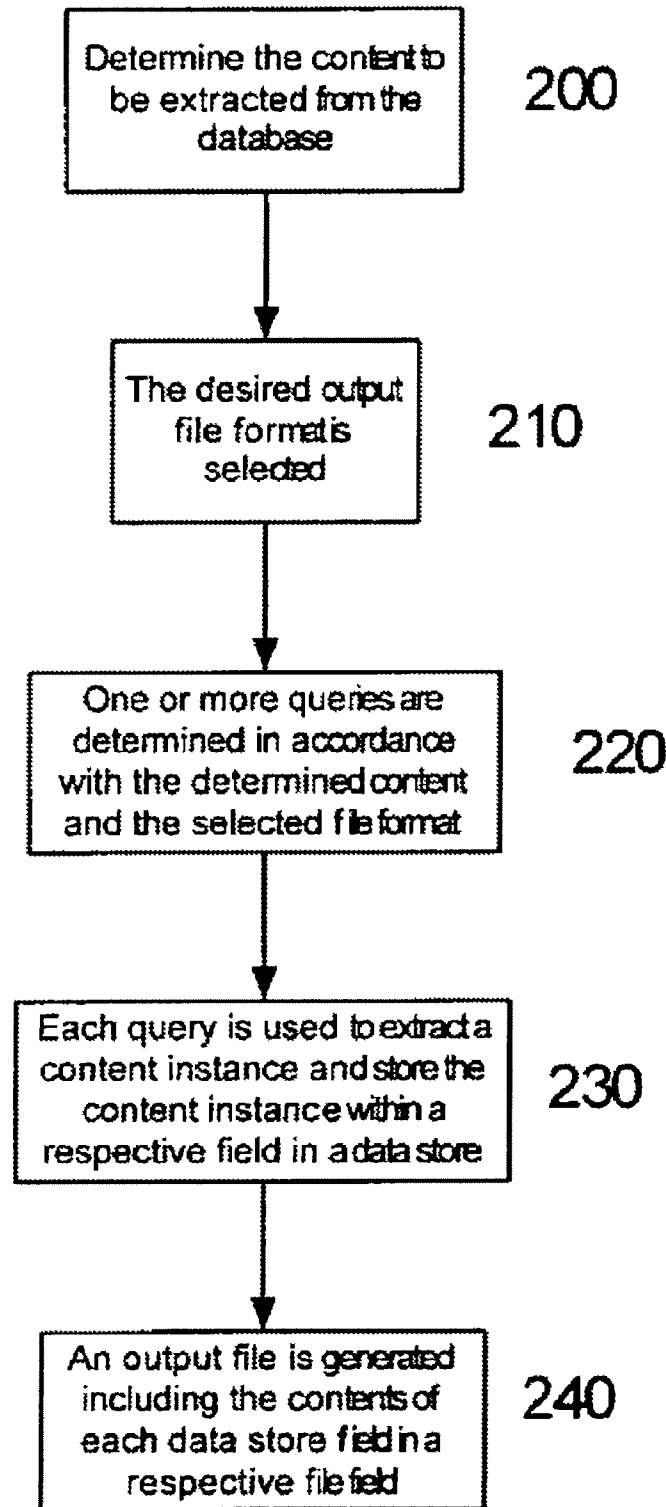 Determine the content to
be extracted from the
database
200
The desired output
file format is
selected
210
One or more queries are
determined in accordance
with the determined content
and the selected file format
220
Each query is used to extract a
content instance and store the
content instance within a
respective field in a data store
230
An output file is generated
including the contents of
each data store field in a
respective file field
240